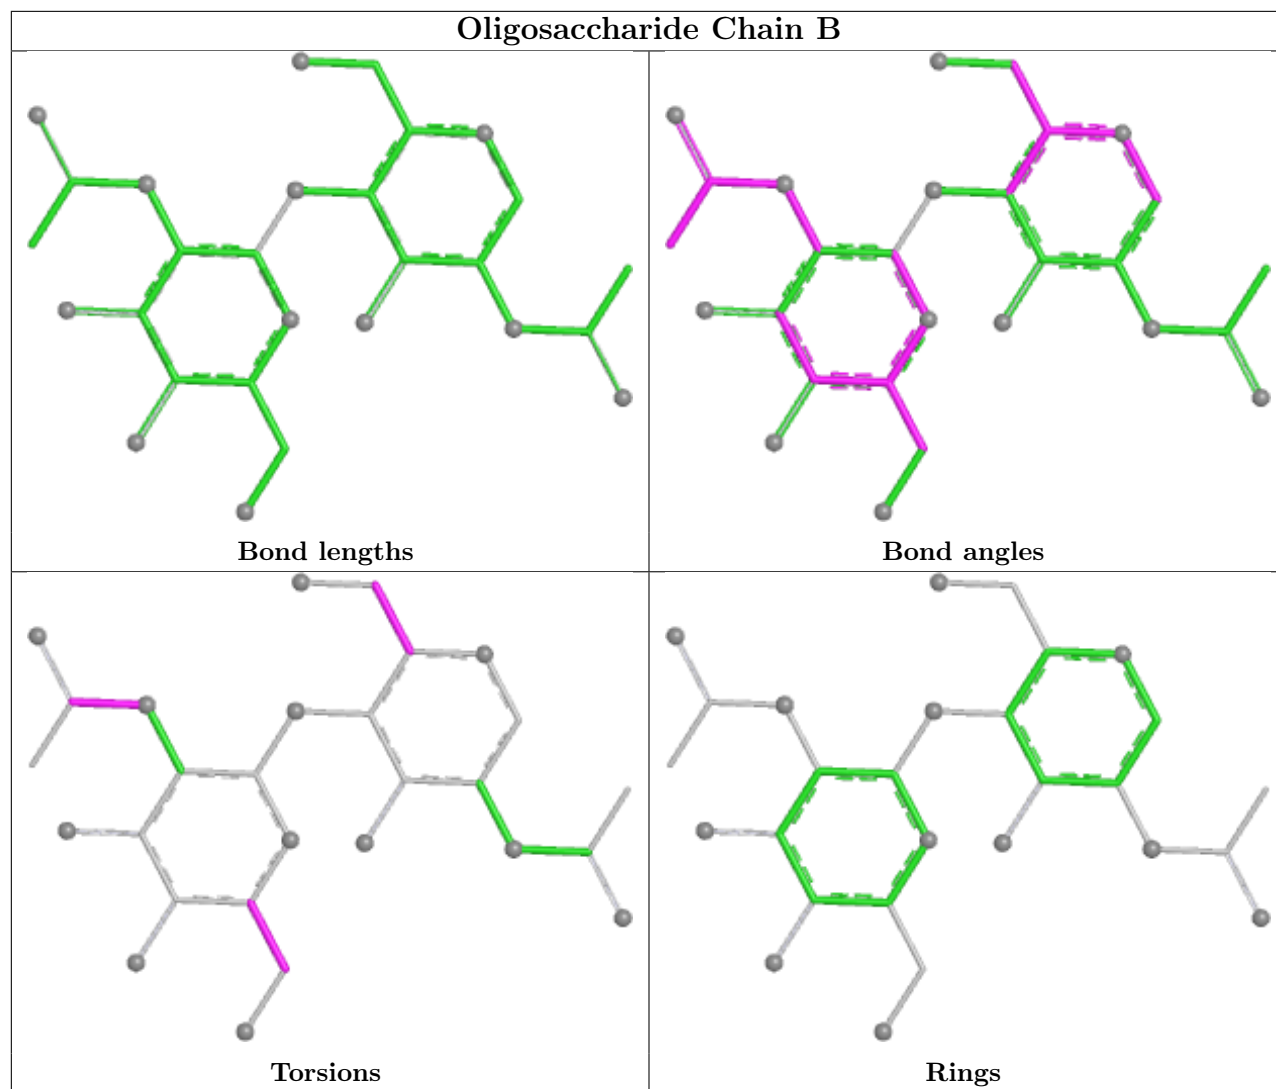 Oligosaccharide Chain B
Bond lengths
Bond angles
Torsions
Rings